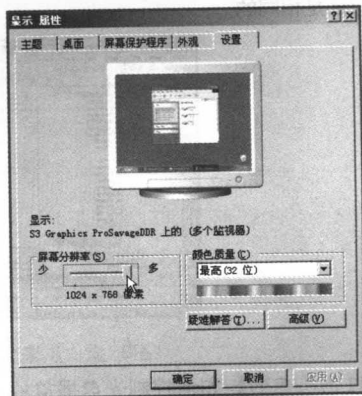 显示 属性
主题 桌面 屏幕保护程序 外观 设置
显示:
S3 Graphics ProSavageDDR 上的 (多个监视器)
屏幕分辨率(S)
少 多
1024 x 768 像素
颜色质量(C)
最高(32 位)
疑难解答(T)... 高级(V)
确定 取消 应用(A)